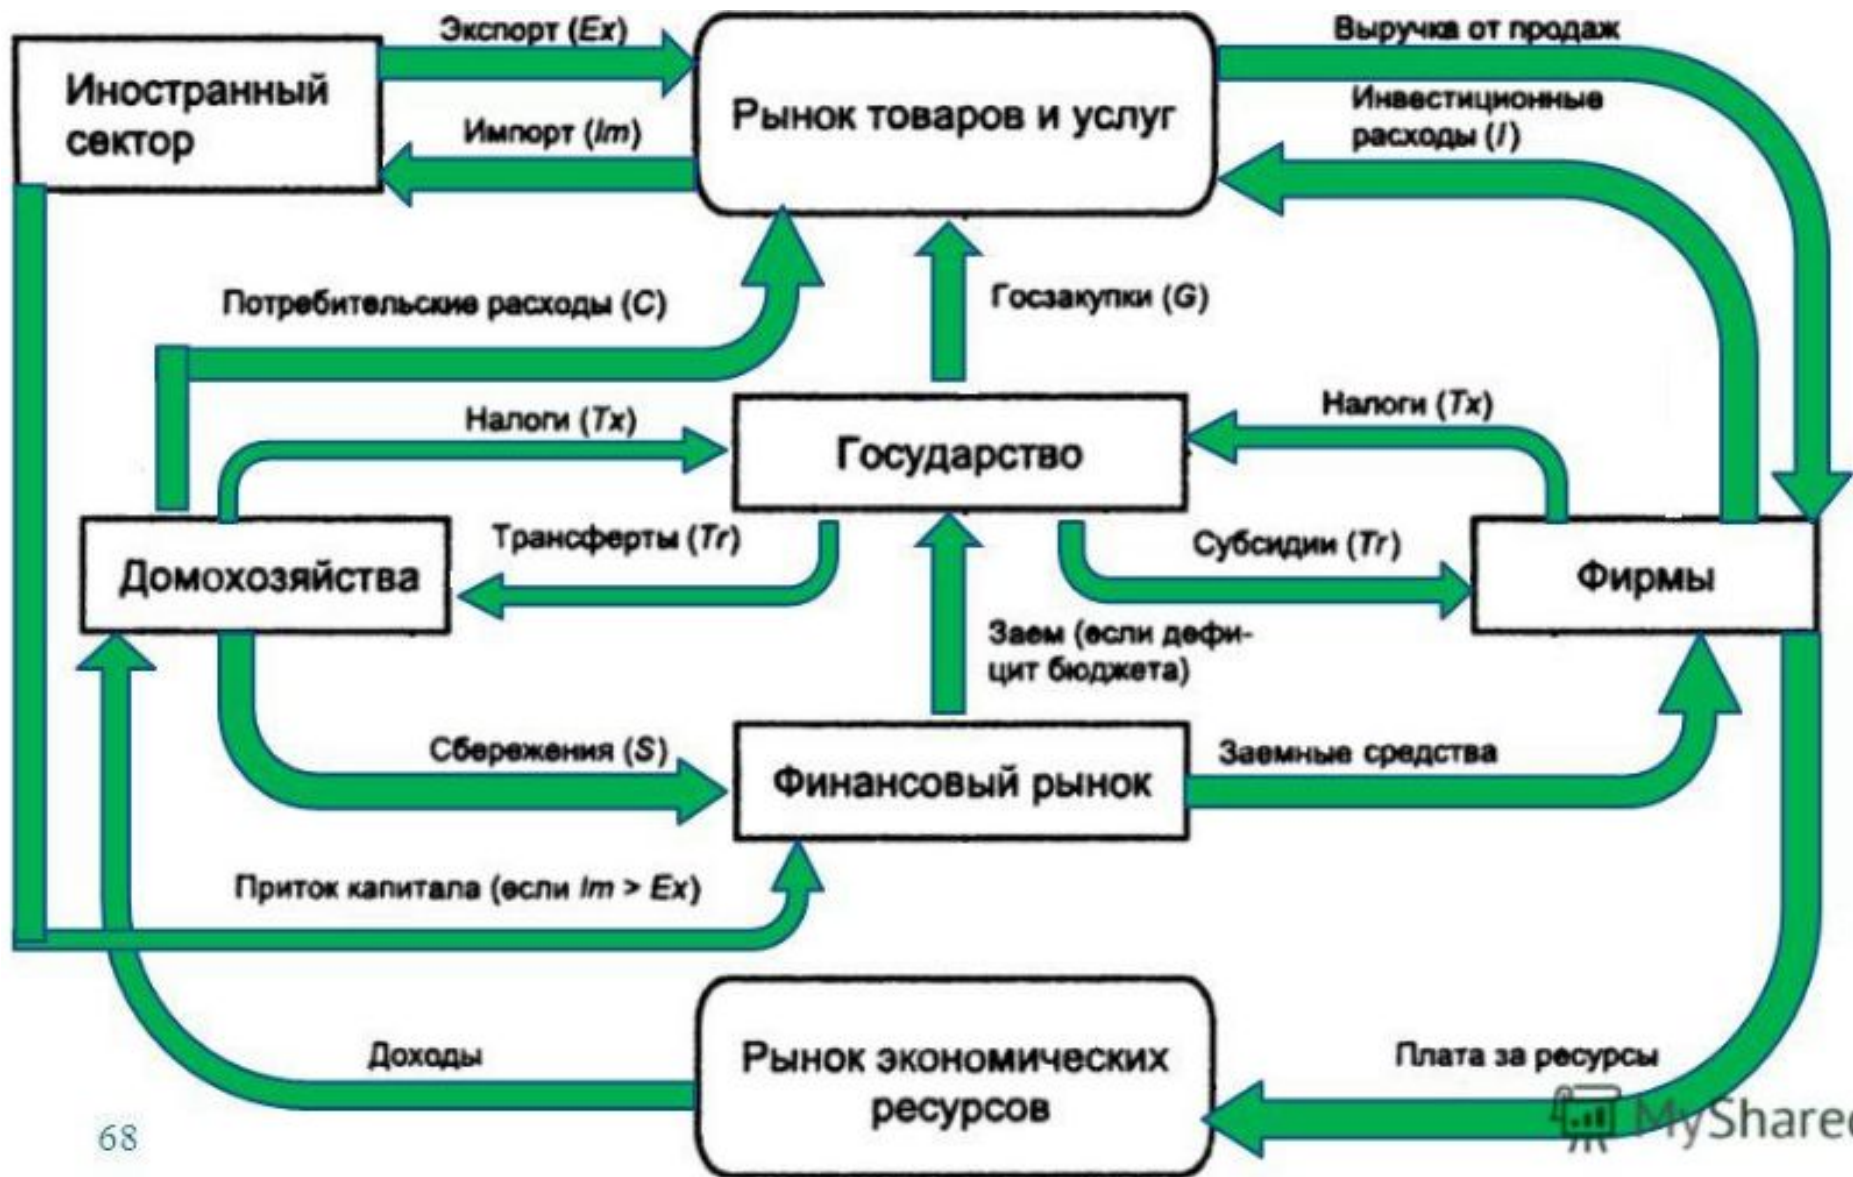 Экспорт (Ex)
Выручка от продаж
Иностранный
сектор
Рынок товаров и услуг
Инвестиционные
расходы (I)
Импорт (Im)
Потребительские расходы (C)
Госзакупки (G)
Налоги (Tx)
Налоги (Tx)
Государство
Трансферты (Tr)
Субсидии (Tr)
Домохозяйства
Фирмы
Заем (если дефи-
цит бюджета)
Сбережения (S)
Финансовый рынок
Заемные средства
Приток капитала (если Im > Ex)
Доходы
Рынок экономических
ресурсов
Плата за ресурсы
68
MyShared